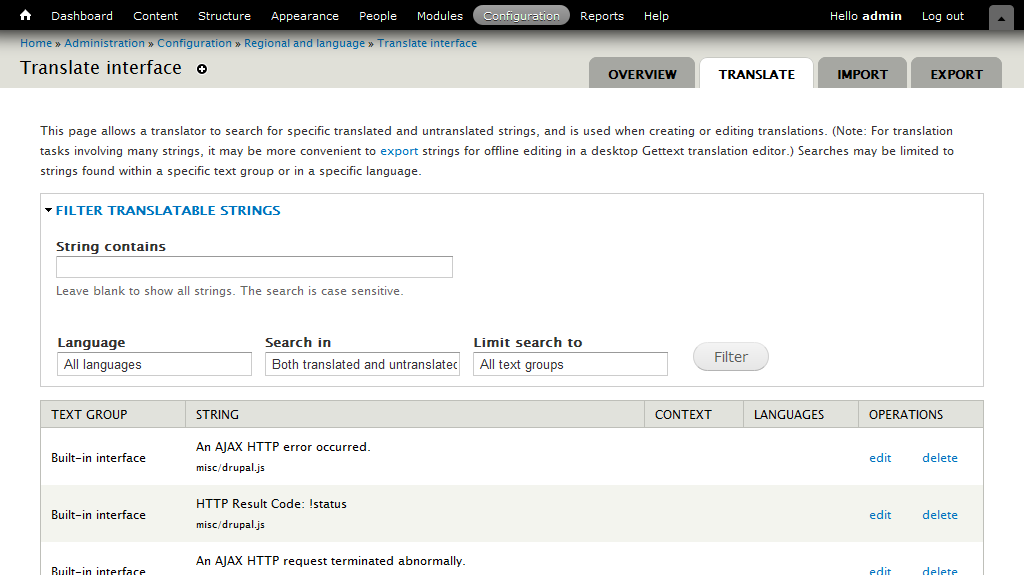 Dashboard Content Structure Appearance People Modules Configuration Reports Help Hello admin Log out
Home » Administration » Configuration » Regional and language » Translate interface
Translate interface
OVERVIEW TRANSLATE IMPORT EXPORT
This page allows a translator to search for specific translated and untranslated strings, and is used when creating or editing translations. (Note: For translation
tasks involving many strings, it may be more convenient to export strings for offline editing in a desktop Gettext translation editor.) Searches may be limited to
strings found within a specific text group or in a specific language.
FILTER TRANSLATABLE STRINGS
String contains
Leave blank to show all strings. The search is case sensitive.
Language Search in Limit search to
All languages Both translated and untranslated All text groups Filter
TEXT GROUP STRING CONTEXT LANGUAGES OPERATIONS
An AJAX HTTP error occurred.
Built-in interface edit delete
misc/drupal.js
HTTP Result Code: !status
Built-in interface edit delete
misc/drupal.js
An AJAX HTTP request terminated abnormally.
Built-in interface edit delete